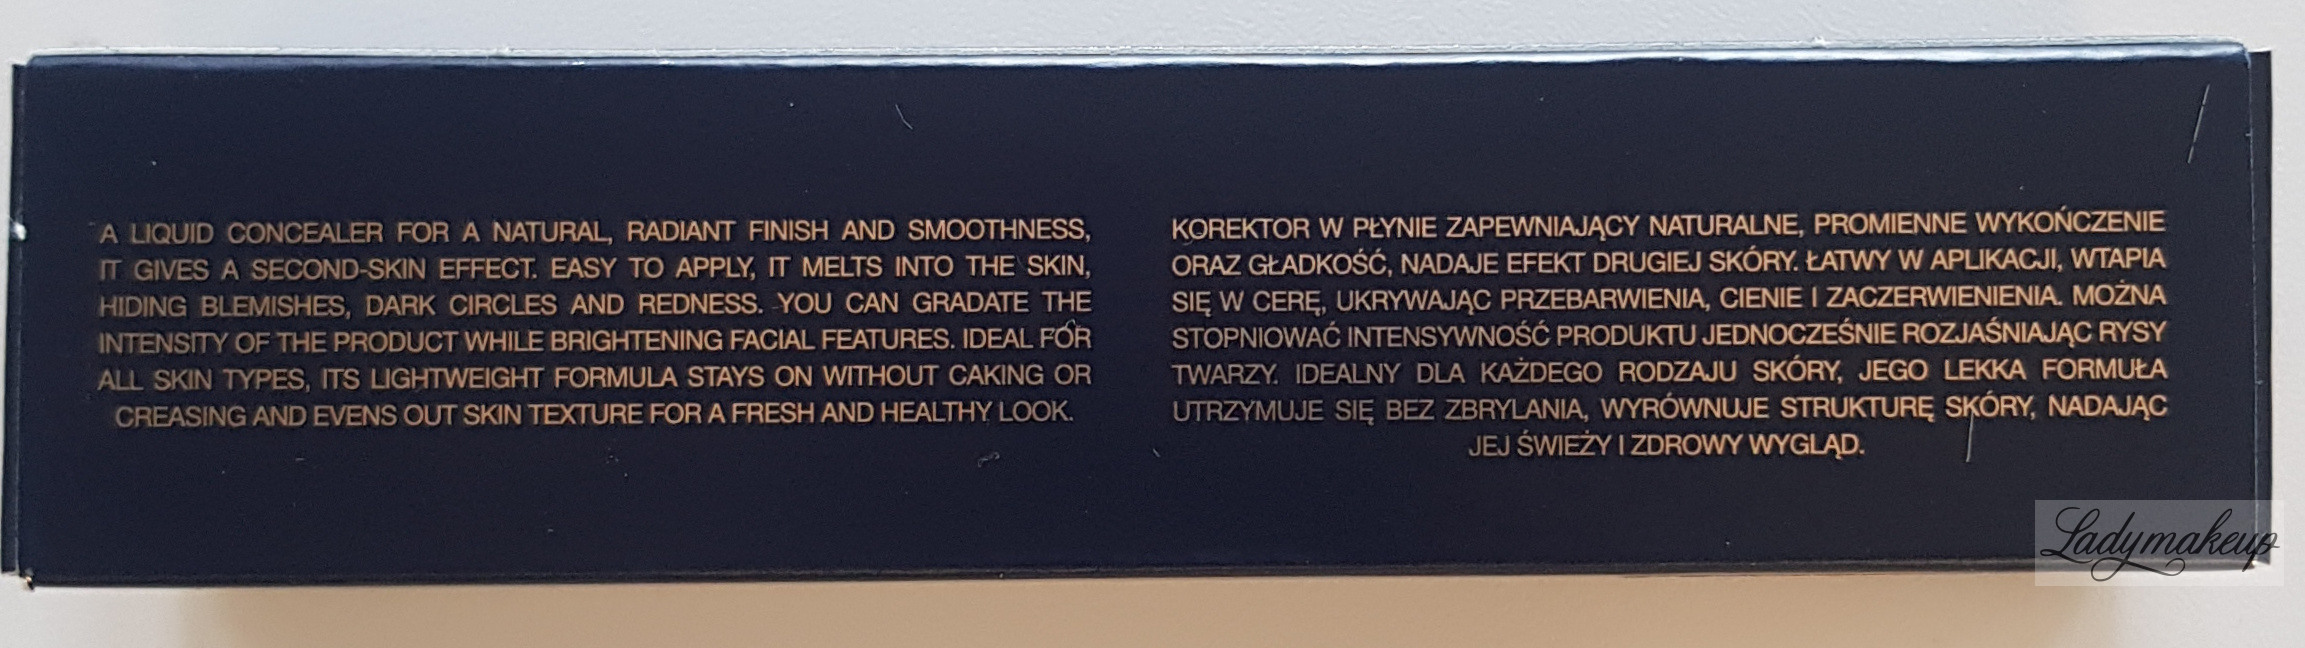 A LIQUID CONCEALER FOR A NATURAL, RADIANT FINISH AND SMOOTHNESS,
IT GIVES A SECOND-SKIN EFFECT. EASY TO APPLY, IT MELTS INTO THE SKIN,
HIDING BLEMISHES, DARK CIRCLES AND REDNESS. YOU CAN GRADATE THE
INTENSITY OF THE PRODUCT WHILE BRIGHTENING FACIAL FEATURES. IDEAL FOR
ALL SKIN TYPES, ITS LIGHTWEIGHT FORMULA STAYS ON WITHOUT CAKING OR
CREASING AND EVENS OUT SKIN TEXTURE FOR A FRESH AND HEALTHY LOOK.
KOREKTOR W PŁYNIE ZAPEWNIAJĄCY NATURALNE, PROMIENNE WYKOŃCZENIE
ORAZ GŁADKOŚĆ, NADAJE EFEKT DRUGIEJ SKÓRY. ŁATWY W APLIKACJI, WTAPIA
SIĘ W CERĘ, UKRYWAJĄC PRZEBARWIENIA, CIENIE I ZACZERWIENIENIA. MOŻNA
STOPNIOWAĆ INTENSYWNOŚĆ PRODUKTU JEDNOCZEŚNIE ROZJAŚNIAJĄC RYSY
TWARZY. IDEALNY DLA KAŻDEGO RODZAJU SKÓRY, JEGO LEKKA FORMUŁA
UTRZYMUJE SIĘ BEZ ZBRYLANIA, WYRÓWNUJE STRUKTURĘ SKÓRY, NADAJĄC
JEJ ŚWIEŻY I ZDROWY WYGLĄD.
Ladymakeup